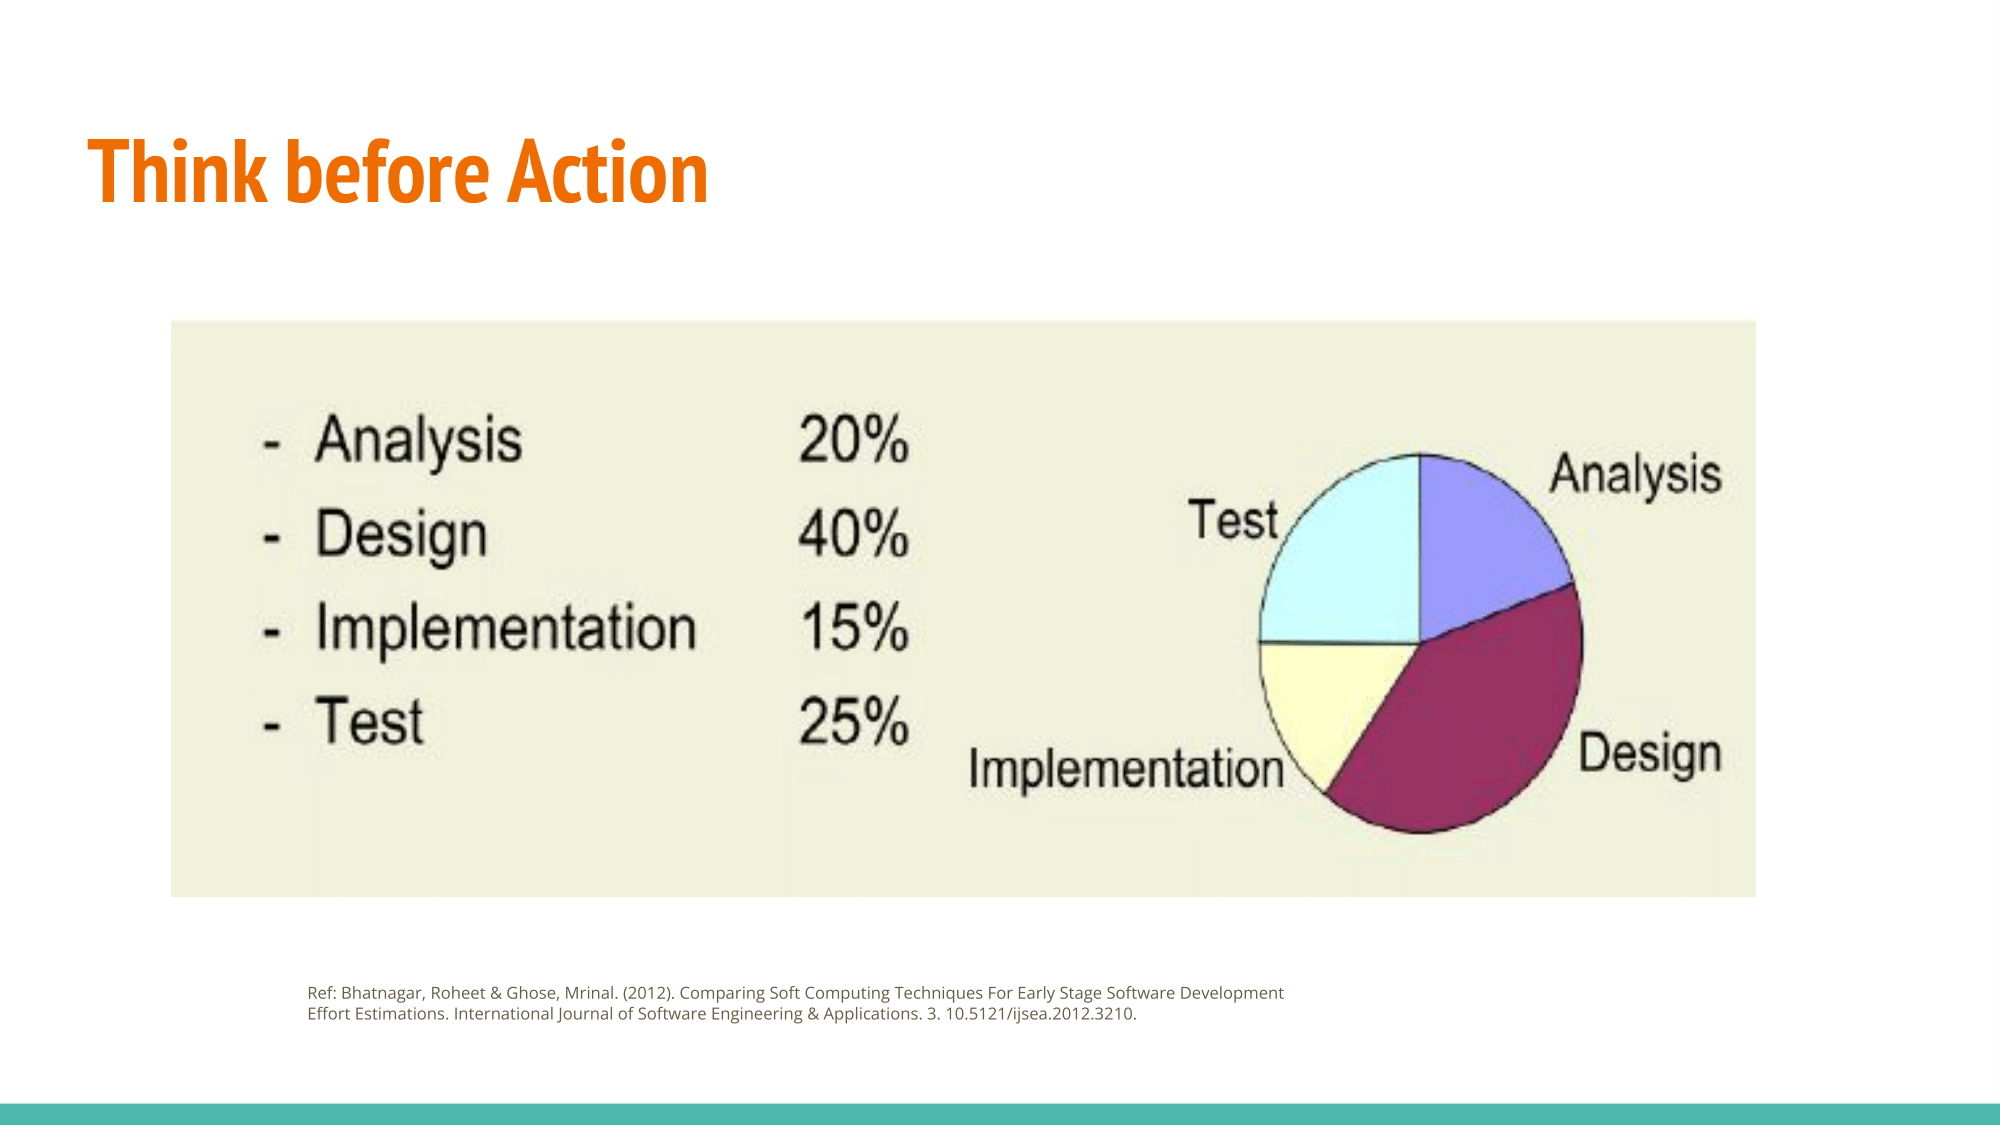 Think before Action
- Analysis 20%
- Design 40%
- Implementation 15%
- Test 25%
Analysis
Test
Design
Implementation
Ref: Bhatnagar, Roheet & Ghose, Mrinal. (2012). Comparing Soft Computing Techniques For Early Stage Software Development
Effort Estimations. International Journal of Software Engineering & Applications. 3. 10.5121/ijsea.2012.3210.